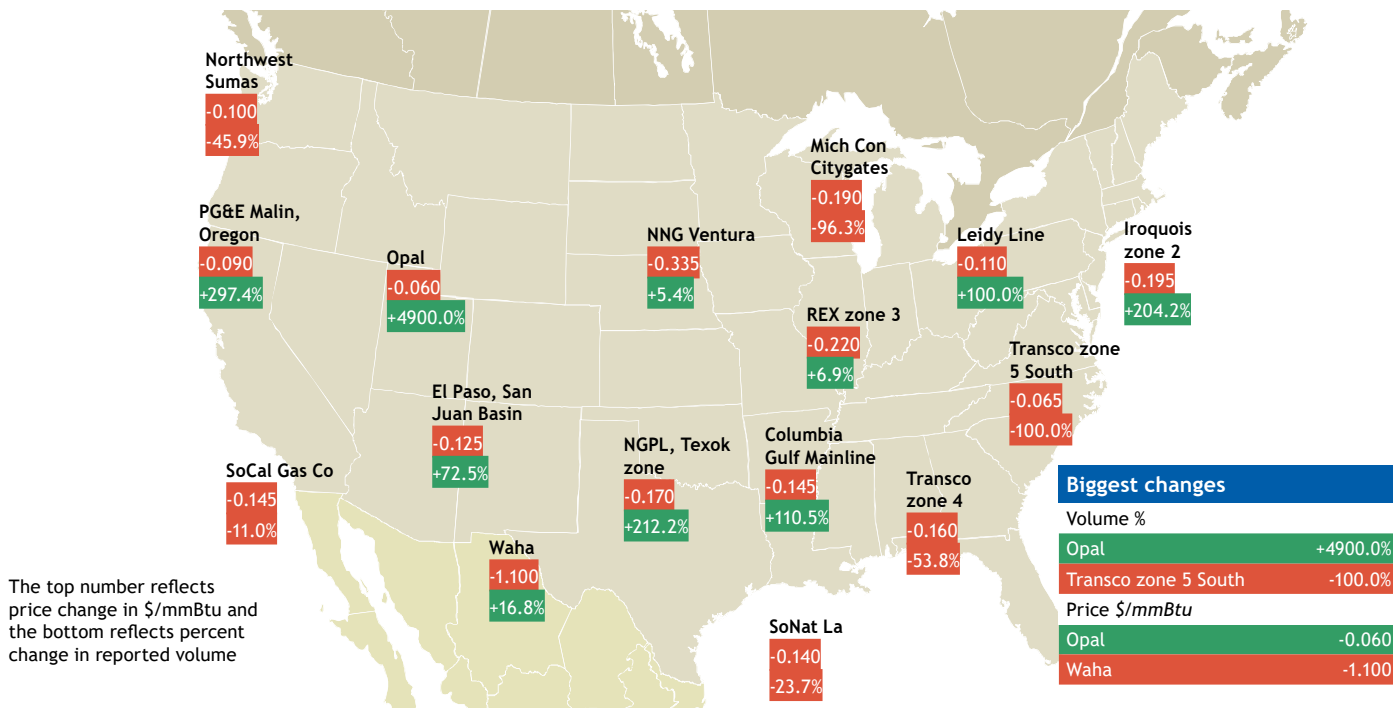 Northwest
Sumas
-0.100
-45.9%
PG&E Malin,
Oregon
-0.090
+297.4%
Opal
-0.060
+4900.0%
NNG Ventura
-0.335
+5.4%
Mich Con
Citygates
-0.190
-96.3%
Leidy Line
-0.110
+100.0%
Iroquois
zone 2
-0.195
+204.2%
REX zone 3
-0.220
+6.9%
Transco zone
5 South
-0.065
-100.0%
El Paso, San
Juan Basin
-0.125
+72.5%
SoCal Gas Co
-0.145
-11.0%
NGPL, Texok
zone
-0.170
+212.2%
Columbia
Gulf Mainline
-0.145
+110.5%
Transco
zone 4
-0.160
-53.8%
Waha
-1.100
+16.8%
SoNat La
-0.140
-23.7%
The top number reflects
price change in $/mmBtu and
the bottom reflects percent
change in reported volume
Biggest changes
Volume %
Opal +4900.0%
Transco zone 5 South -100.0%
Price $/mmBtu
Opal -0.060
Waha -1.100